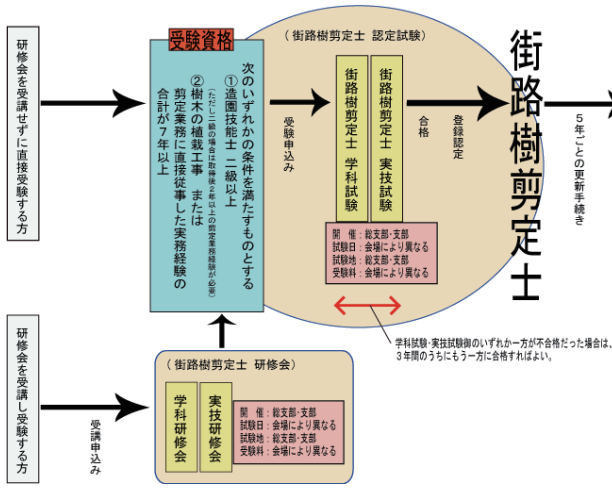 研修会を受講せずに直接受験する方
受験資格
次のいずれかの条件を満たすものとする
①造園技能士 二級以上
(ただし二級の場合は取得後2年以上の剪定業務経験が必要)
②樹木の植栽工事 または
剪定業務に直接従事した実務経験の
合計が7年以上
受験申込み
(街路樹剪定士 認定試験)
街路樹剪定士 学科試験
街路樹剪定士 実技試験
開 催:総支部・支部
試験日:会場により異なる
試験地:総支部・支部
受験料:会場により異なる
合格
登録認定
街路樹剪定士
5年ごとの更新手続き
学科試験・実技試験御のいずれか一方が不合格だった場合は、
3年間のうちにもう一方に合格すればよい。
研修会を受講し受験する方
受講申込み
(街路樹剪定士 研修会)
学科研修会
実技研修会
開 催:総支部・支部
試験日:会場により異なる
試験地:総支部・支部
受験料:会場により異なる